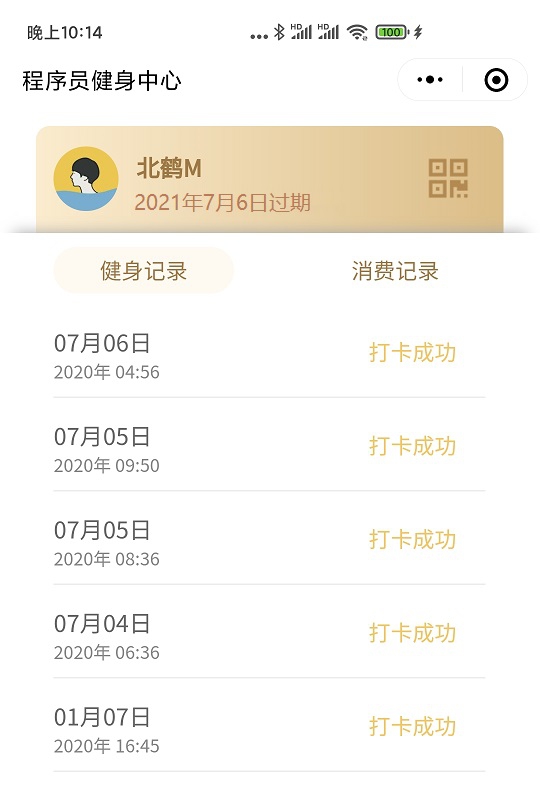 晚上10:14
HD HD 100
程序员健身中心
北鹤M
2021年7月6日过期
健身记录 消费记录
07月06日
打卡成功
2020年 04:56
07月05日
打卡成功
2020年 09:50
07月05日
打卡成功
2020年 08:36
07月04日
打卡成功
2020年 06:36
01月07日
打卡成功
2020年 16:45